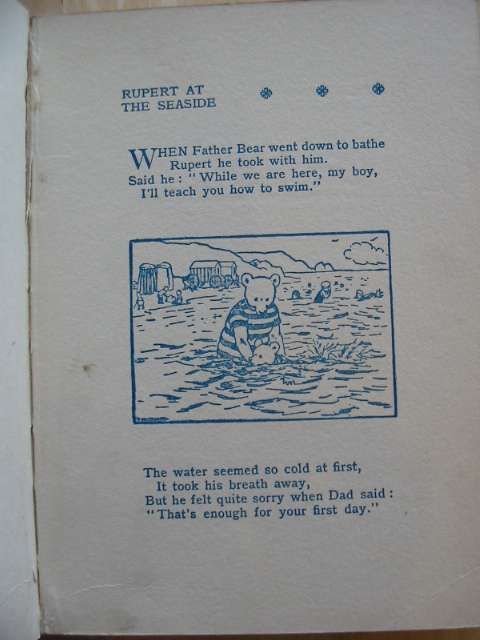 RUPERT AT
THE SEASIDE
WHEN Father Bear went down to bathe
Rupert he took with him.
Said he: "While we are here, my boy,
I'll teach you how to swim."
The water seemed so cold at first,
It took his breath away,
But he felt quite sorry when Dad said:
"That's enough for your first day."